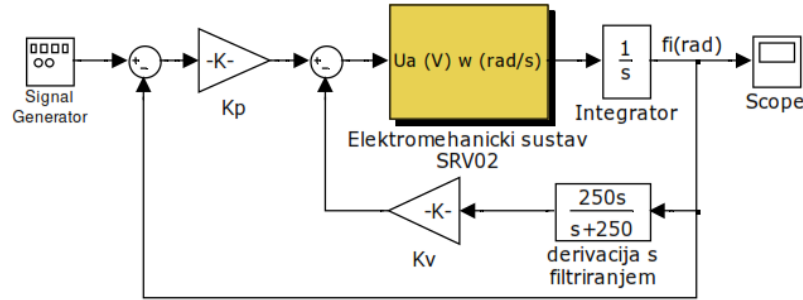 Signal
Generator
+
-
-K-
Kp
+
-
Ua (V) w (rad/s)
Elektromehanicki sustav
SRV02
1
s
Integrator
fi(rad)
Scope
-K-
Kv
250s
s+250
derivacija s
filtriranjem